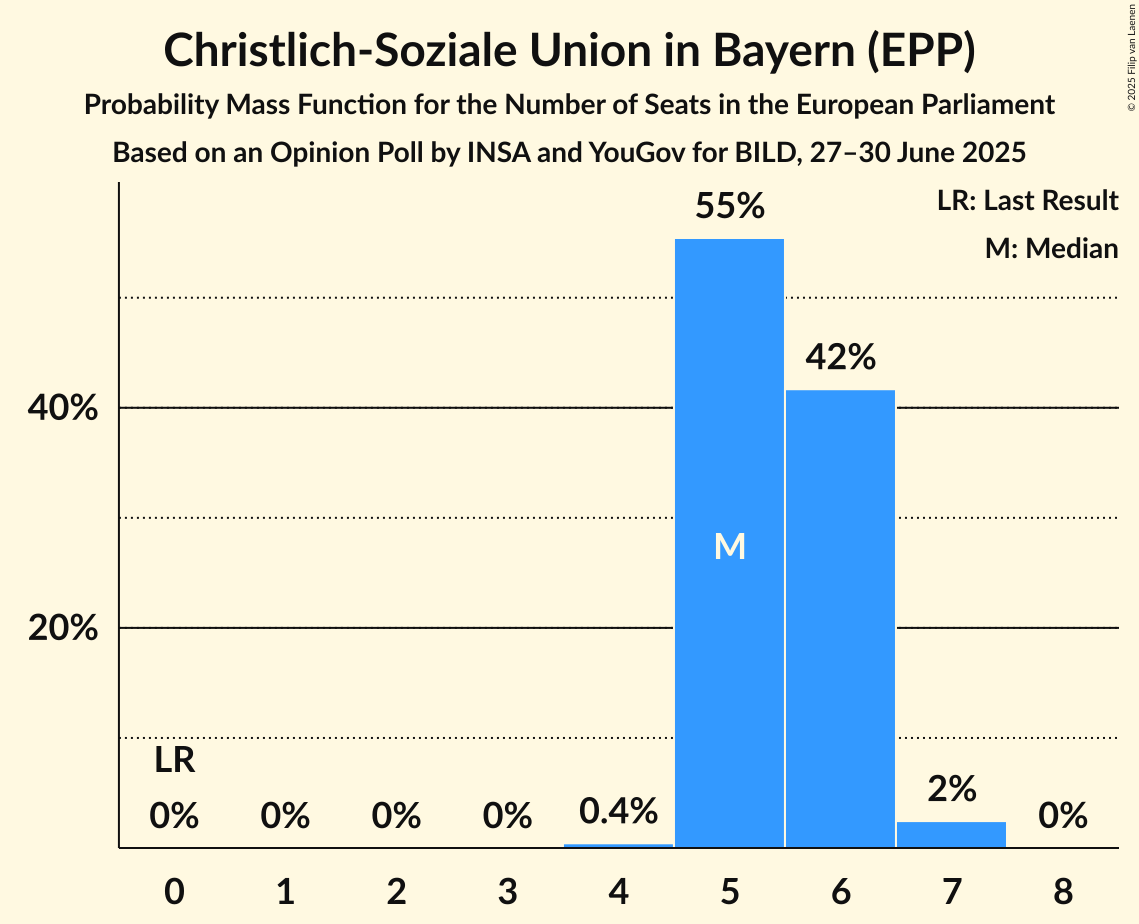 Christlich-Soziale Union in Bayern (EPP)
Probability Mass Function for the Number of Seats in the European Parliament
Based on an Opinion Poll by INSA and YouGov for BILD, 27–30 June 2025
© 2025 Filip van Laenen
LR: Last Result
M: Median
55%
42%
40%
M
20%
LR
0% 0% 0% 0% 0.4% 2% 0%
0 1 2 3 4 5 6 7 8